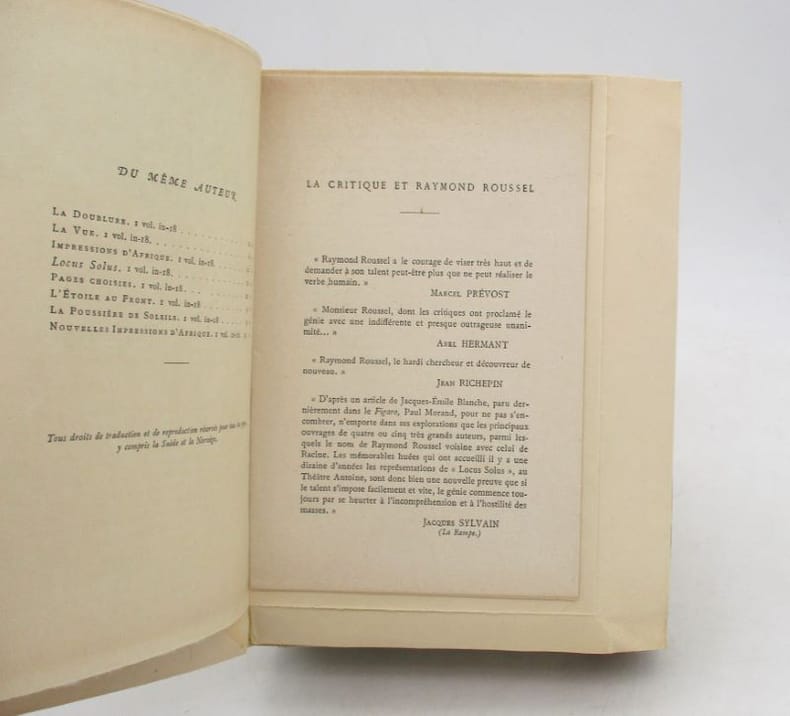 DU MÊME AUTEUR
La Doublure. 1 vol. in-18 . . . . . . . .
La Vue. 1 vol. in-18. . . . . . . . . . .
Impressions d'Afrique. 1 vol. in-18. . . . .
Locus Solus. 1 vol. in-18. . . . . . . . .
Pages choisies. 1 vol. in-18. . . . . . . .
L'Étoile au Front. 1 vol. in-18 . . . . . .
La Poussière de Soleils. 1 vol. in-18 . . . .
Nouvelles Impressions d'Afrique. 1 vol. in-18
Tous droits de traduction et de reproduction réservés pour tous
y compris la Suède et la Norvège.
LA CRITIQUE ET RAYMOND ROUSSEL
« Raymond Roussel a le courage de viser très haut et de
demander à son talent peut-être plus que ne peut réaliser le
verbe humain. »
Marcel PRÉVOST
« Monsieur Roussel, dont les critiques ont proclamé le
génie avec une indifférente et presque outrageuse unani-
mité... »
Abel HERMANT
« Raymond Roussel, le hardi chercheur et découvreur de
nouveau. »
Jean RICHEPIN
« D'après un article de Jacques-Émile Blanche, paru der-
nièrement dans le Figaro, Paul Morand, pour ne pas s'en-
combrer, n'emporte dans ses explorations que les principaux
ouvrages de quatre ou cinq très grands auteurs, parmi les-
quels le nom de Raymond Roussel voisine avec celui de
Racine. Les mémorables huées qui ont accueilli il y a une
dizaine d'années les représentations de « Locus Solus », au
Théâtre Antoine, sont donc bien une nouvelle preuve que si
le talent s'impose facilement et vite, le génie commence tou-
jours par se heurter à l'incompréhension et à l'hostilité des
masses. »
Jacques SYLVAIN
(La Rampe.)